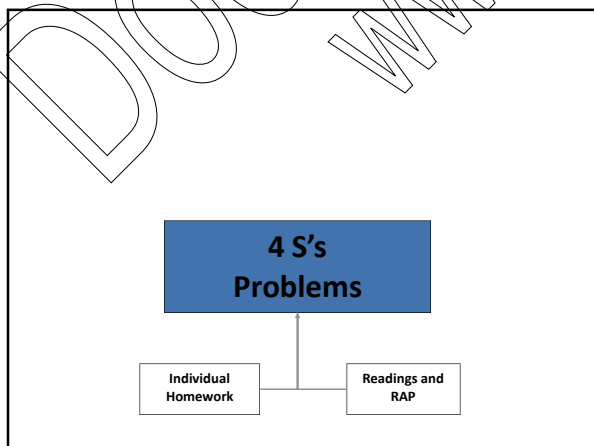 4 S’s
Problems
Individual
Homework
Readings and
RAP